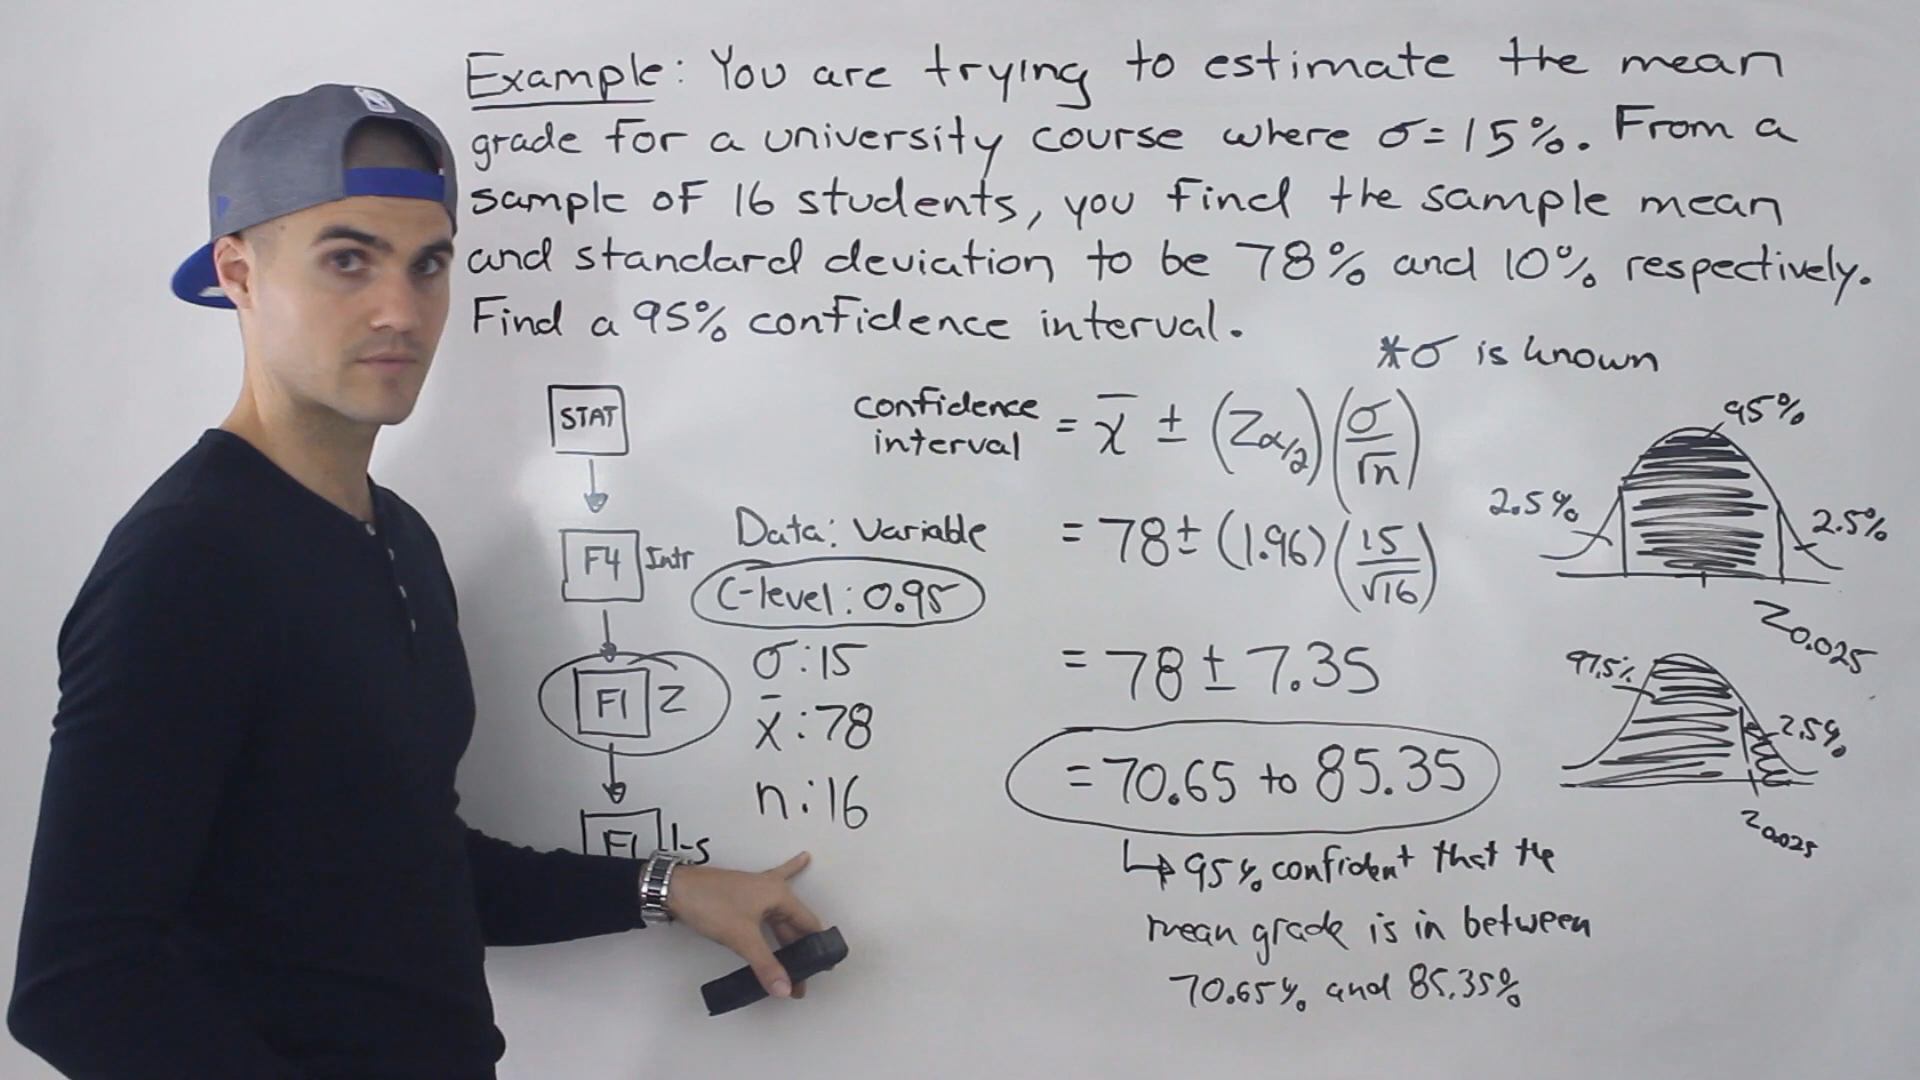 Example: You are trying to estimate the mean
grade for a university course where σ=15%. From a
sample of 16 students, you find the sample mean
and standard deviation to be 78% and 10% respectively.
Find a 95% confidence interval.
*σ is known
STAT
F4 Intr
F1 Z
F1 1-S
Data: Variable
C-level: 0.95
σ:15
x̄:78
n:16
confidence interval = x̄ ± (Zα/2)(σ/√n)
= 78 ± (1.96)(15/√16)
= 78 ± 7.35
= 70.65 to 85.35
↳ 95% confident that the
mean grade is in between
70.65% and 85.35%
95%
2.5%
2.5%
Z0.025
97.5%
2.5%
Z0.025